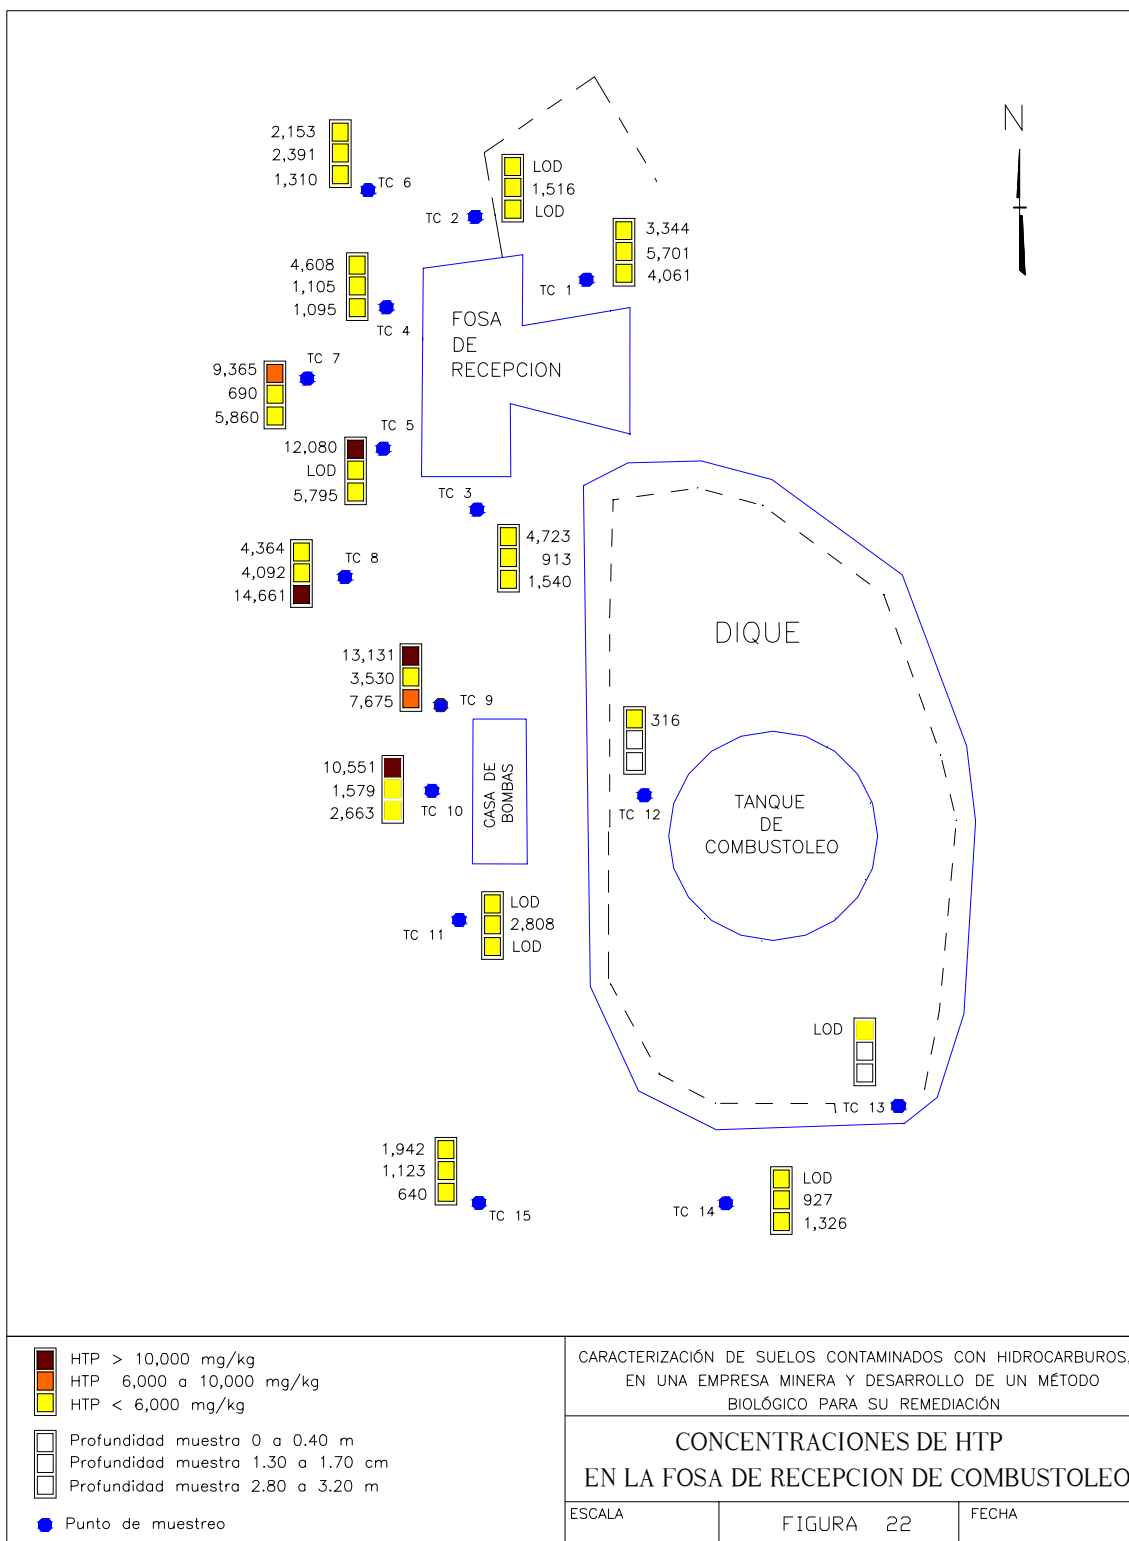 N
2,153
2,391
1,310
TC 6
LOD
1,516
LOD
TC 2
3,344
5,701
4,061
TC 1
4,608
1,105
1,095
TC 4
FOSA
DE
RECEPCION
9,365
690
5,860
TC 7
12,080
LOD
5,795
TC 5
TC 3
4,723
913
1,540
4,364
4,092
14,661
TC 8
DIQUE
13,131
3,530
7,675
TC 9
316
TC 12
10,551
1,579
2,663
TC 10
CASA DE
BOMBAS
TANQUE
DE
COMBUSTOLEO
LOD
2,808
LOD
TC 11
LOD
TC 13
1,942
1,123
640
TC 15
LOD
927
1,326
TC 14
HTP > 10,000 mg/kg
HTP 6,000 a 10,000 mg/kg
HTP < 6,000 mg/kg
Profundidad muestra 0 a 0.40 m
Profundidad muestra 1.30 a 1.70 cm
Profundidad muestra 2.80 a 3.20 m
Punto de muestreo
CARACTERIZACIÓN DE SUELOS CONTAMINADOS CON HIDROCARBUROS,
EN UNA EMPRESA MINERA Y DESARROLLO DE UN MÉTODO
BIOLÓGICO PARA SU REMEDIACIÓN
CONCENTRACIONES DE HTP
EN LA FOSA DE RECEPCION DE COMBUSTOLEO
ESCALA
FIGURA 22
FECHA